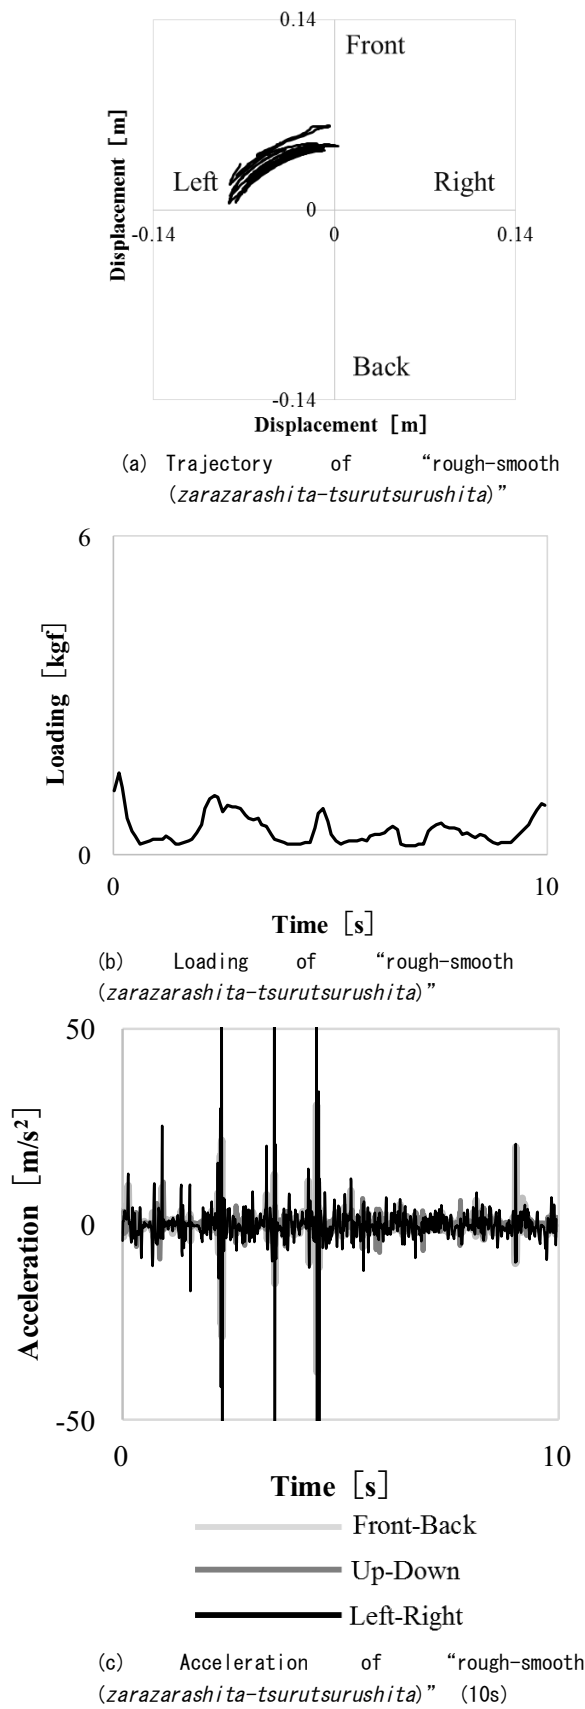 0.14
Front
Displacement［m］
Left
Right
0
-0.14
0
0.14
Back
-0.14
Displacement［m］
(a) Trajectory of “rough-smooth
(zarazarashita-tsurutsurushita)”
6
Loading［kgf］
0
0
10
Time［s］
(b) Loading of “rough-smooth
(zarazarashita-tsurutsurushita)”
50
Acceleration［m/s²］
0
-50
0
10
Time［s］
Front-Back
Up-Down
Left-Right
(c) Acceleration of “rough-smooth
(zarazarashita-tsurutsurushita)” (10s)